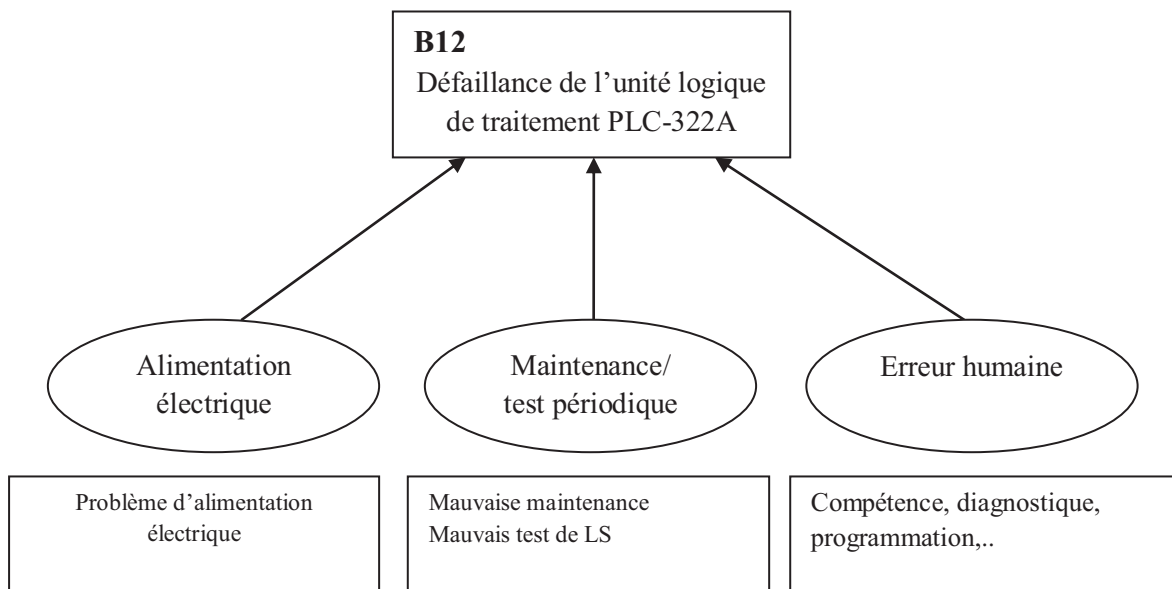 B12
Défaillance de l’unité logique
de traitement PLC-322A
Alimentation
électrique
Maintenance/
test périodique
Erreur humaine
Problème d’alimentation
électrique
Mauvaise maintenance
Mauvais test de LS
Compétence, diagnostique,
programmation,..